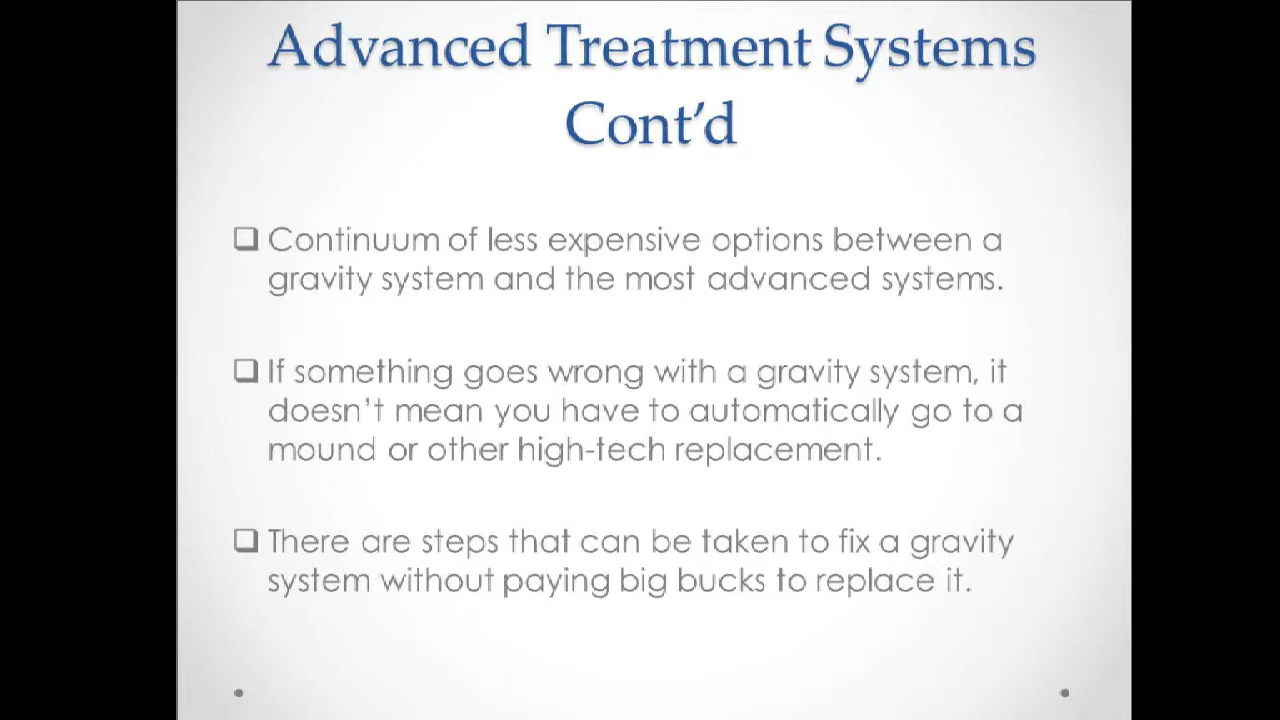 Advanced Treatment Systems
Cont'd
Continuum of less expensive options between a
gravity system and the most advanced systems.
If something goes wrong with a gravity system, it
doesn't mean you have to automatically go to a
mound or other high-tech replacement.
There are steps that can be taken to fix a gravity
system without paying big bucks to replace it.